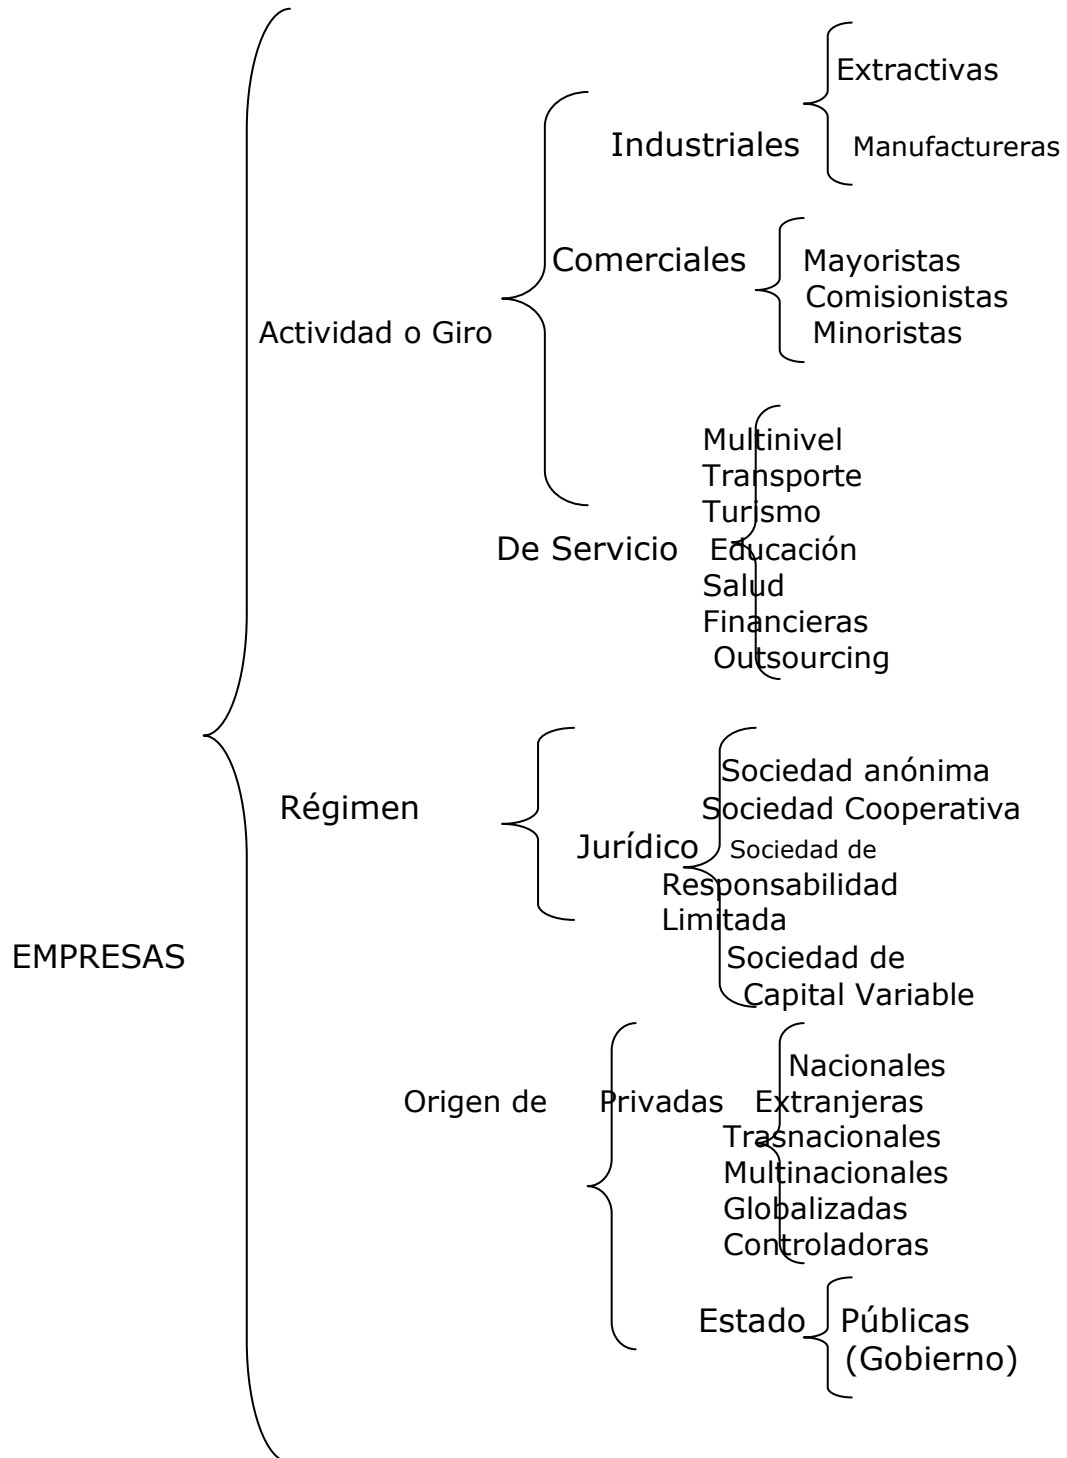 Extractivas
Industriales Manufactureras
Comerciales Mayoristas
Comisionistas
Actividad o Giro Minoristas
Multinivel
Transporte
Turismo
De Servicio Educación
Salud
Financieras
Outsourcing
Sociedad anónima
Régimen Sociedad Cooperativa
Jurídico Sociedad de
Responsabilidad
Limitada
EMPRESAS Sociedad de
Capital Variable
Nacionales
Origen de Privadas Extranjeras
Trasnacionales
Multinacionales
Globalizadas
Controladoras
Estado Públicas
(Gobierno)